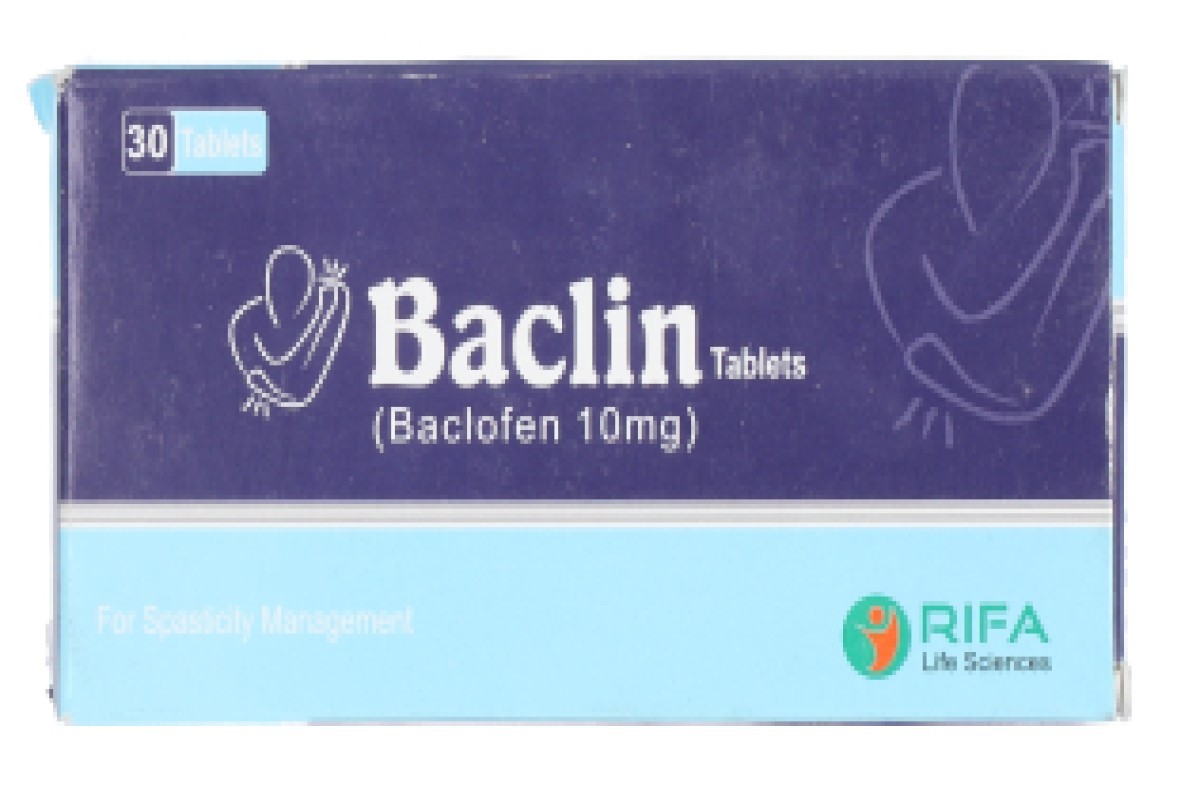 30 Tablets
Baclin Tablets
(Baclofen 10mg)
For Spasticity Management
RIFA
Life Sciences